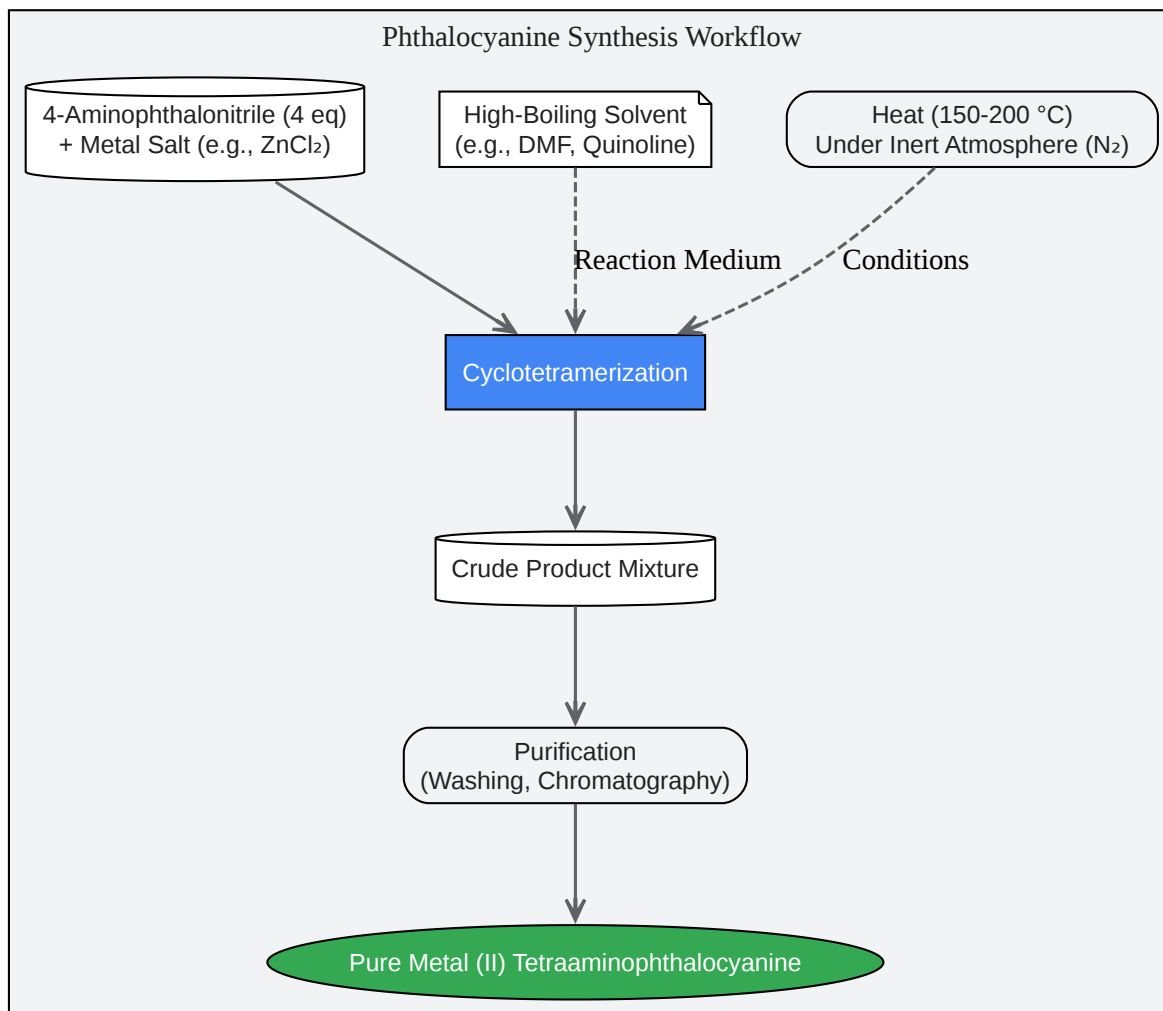 Phthalocyanine Synthesis Workflow
4-Aminophthalonitrile (4 eq)
+ Metal Salt (e.g., ZnCl₂)
High-Boiling Solvent
(e.g., DMF, Quinoline)
Heat (150-200 °C)
Under Inert Atmosphere (N₂)
Reaction Medium
Conditions
Cyclotetramerization
Crude Product Mixture
Purification
(Washing, Chromatography)
Pure Metal (II) Tetraaminophthalocyanine